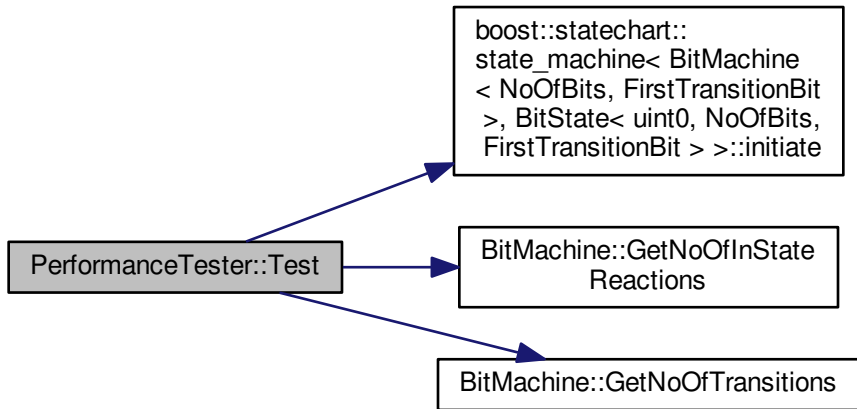 boost::statechart::
state_machine< BitMachine
< NoOfBits, FirstTransitionBit
>, BitState< uint0, NoOfBits,
FirstTransitionBit > >::initiate
PerformanceTester::Test
BitMachine::GetNoOfInState
Reactions
BitMachine::GetNoOfTransitions